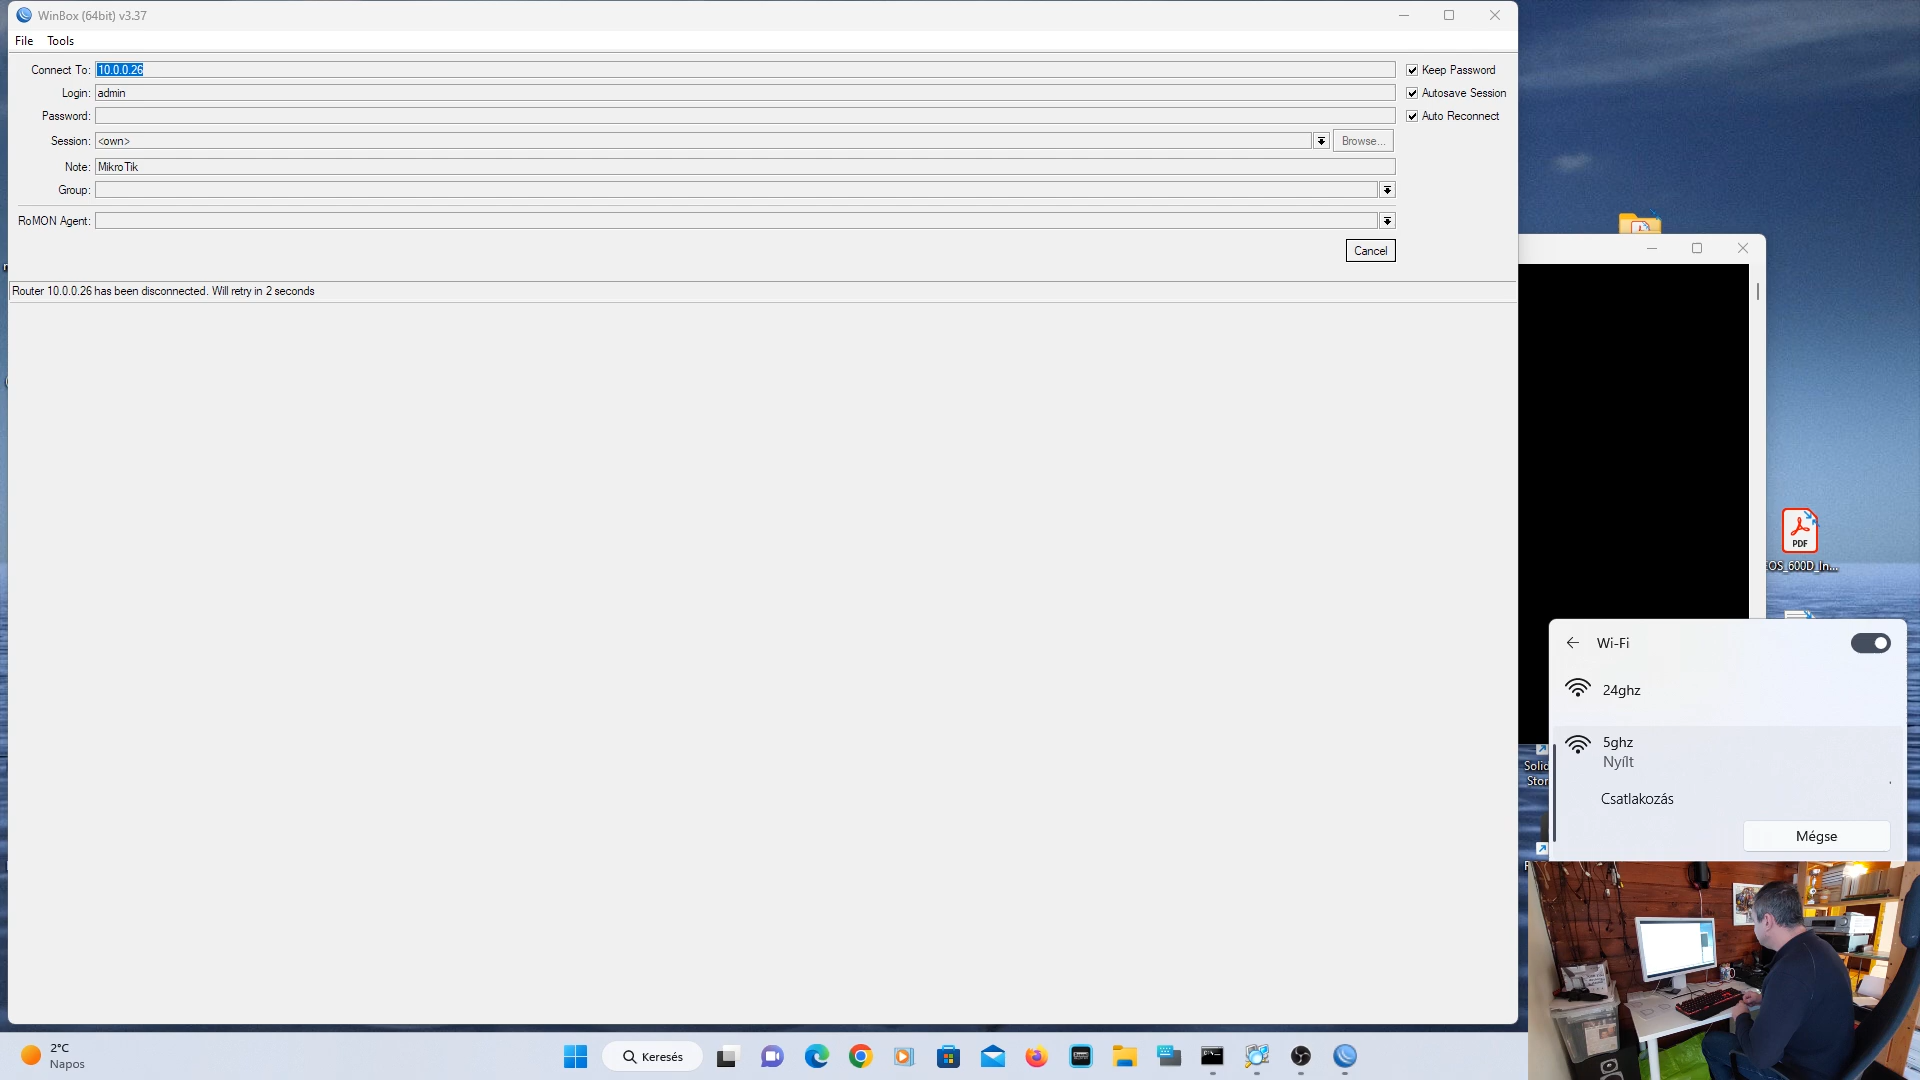 WinBox (64bit) v3.37
File Tools
Connect To: 10.0.0.26
Keep Password
Login: admin
Autosave Session
Password:
Auto Reconnect
Session: <own>
Browse...
Note: MikroTik
Group:
RoMON Agent:
Cancel
Router 10.0.0.26 has been disconnected. Will retry in 2 seconds
PDF
EOS_600D_In...
Wi-Fi
24ghz
5ghz
Nyílt
Csatlakozás
Mégse
2°C
Napos
Keresés